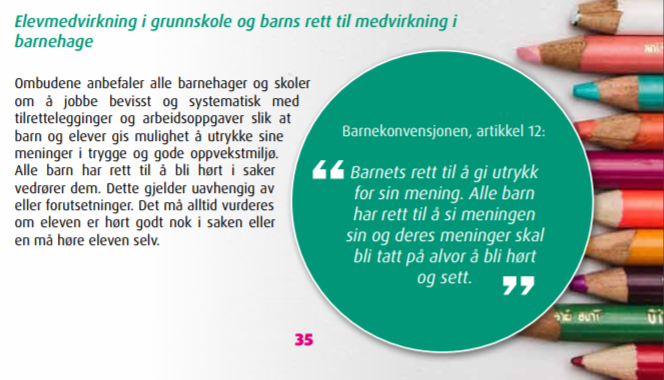 Elevmedvirkning i grunnskole og barns rett til medvirkning i
barnehage
Ombudene anbefaler alle barnehager og skoler
om å jobbe bevisst og systematisk med
tilrettelegginger og arbeidsoppgaver slik at
barn og elever gis mulighet å utrykke sine
meninger i trygge og gode oppvekstmiljø.
Alle barn har rett til å bli hørt i saker
vedrører dem. Dette gjelder uavhengig av
eller forutsetninger. Det må alltid vurderes
om eleven er hørt godt nok i saken eller
en må høre eleven selv.
Barnekonvensjonen, artikkel 12:
“ Barnets rett til å gi utrykk
for sin mening. Alle barn
har rett til å si meningen
sin og deres meninger skal
bli tatt på alvor å bli hørt
og sett. ”
35